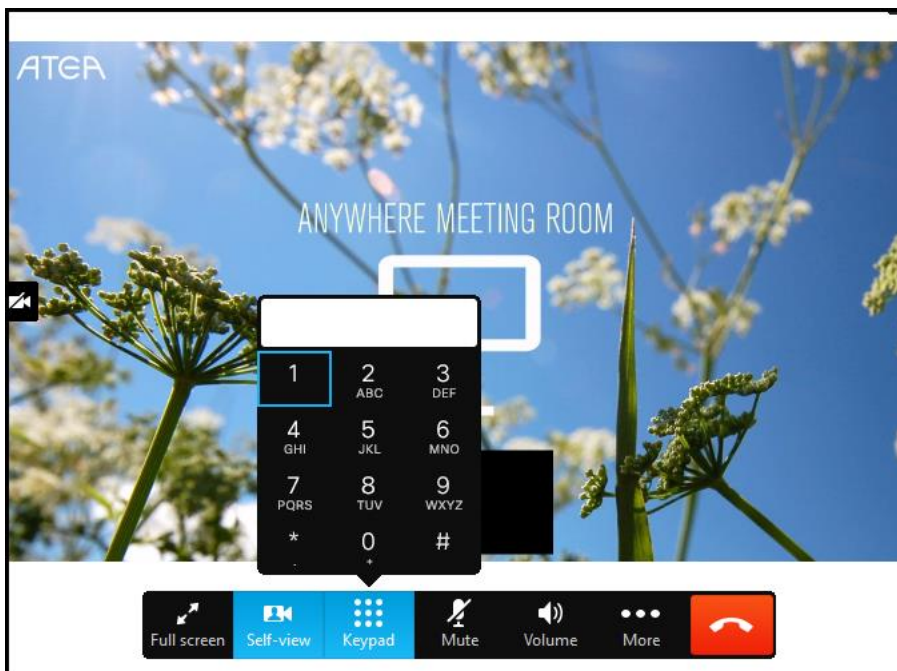 ATEA
ANYWHERE MEETING ROOM
1 2 3
ABC DEF
4 5 6
GHI JKL MNO
7 8 9
PQRS TUV WXYZ
* 0 #
. +
Full screen Self-view Keypad Mute Volume More